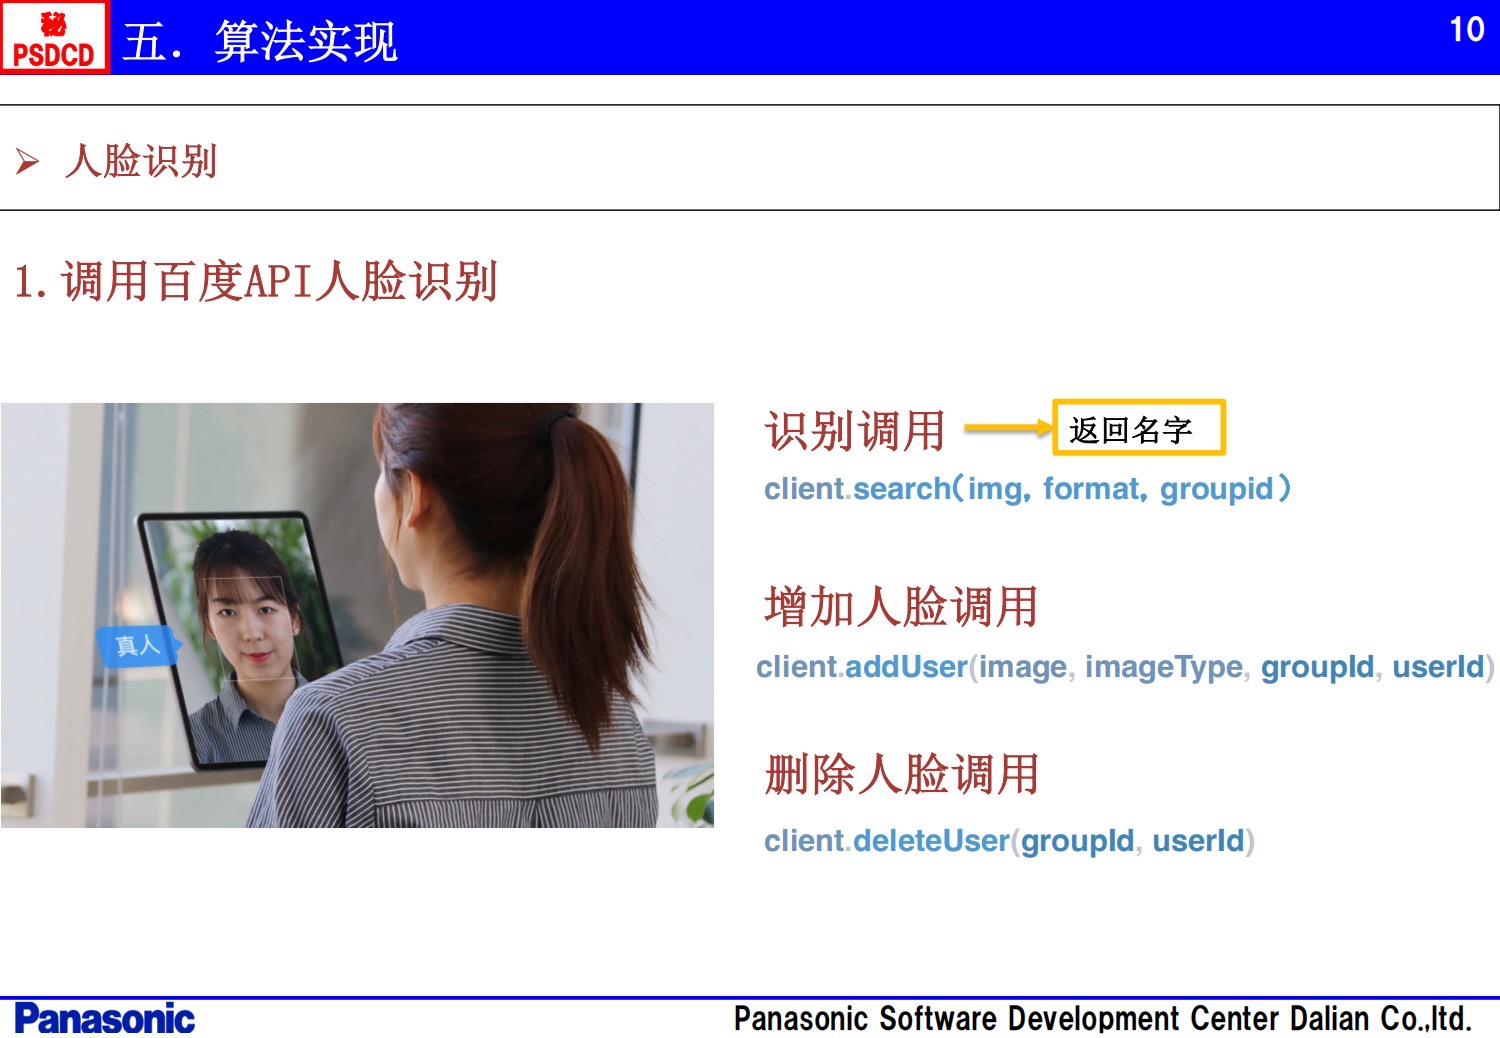 秘
PSDCD
五．算法实现
10
➢ 人脸识别
1.调用百度API人脸识别
真人
识别调用
返回名字
client.search(img, format, groupid )
增加人脸调用
client.addUser(image, imageType, groupId, userId)
删除人脸调用
client.deleteUser(groupId, userId)
Panasonic
Panasonic Software Development Center Dalian Co.,ltd.